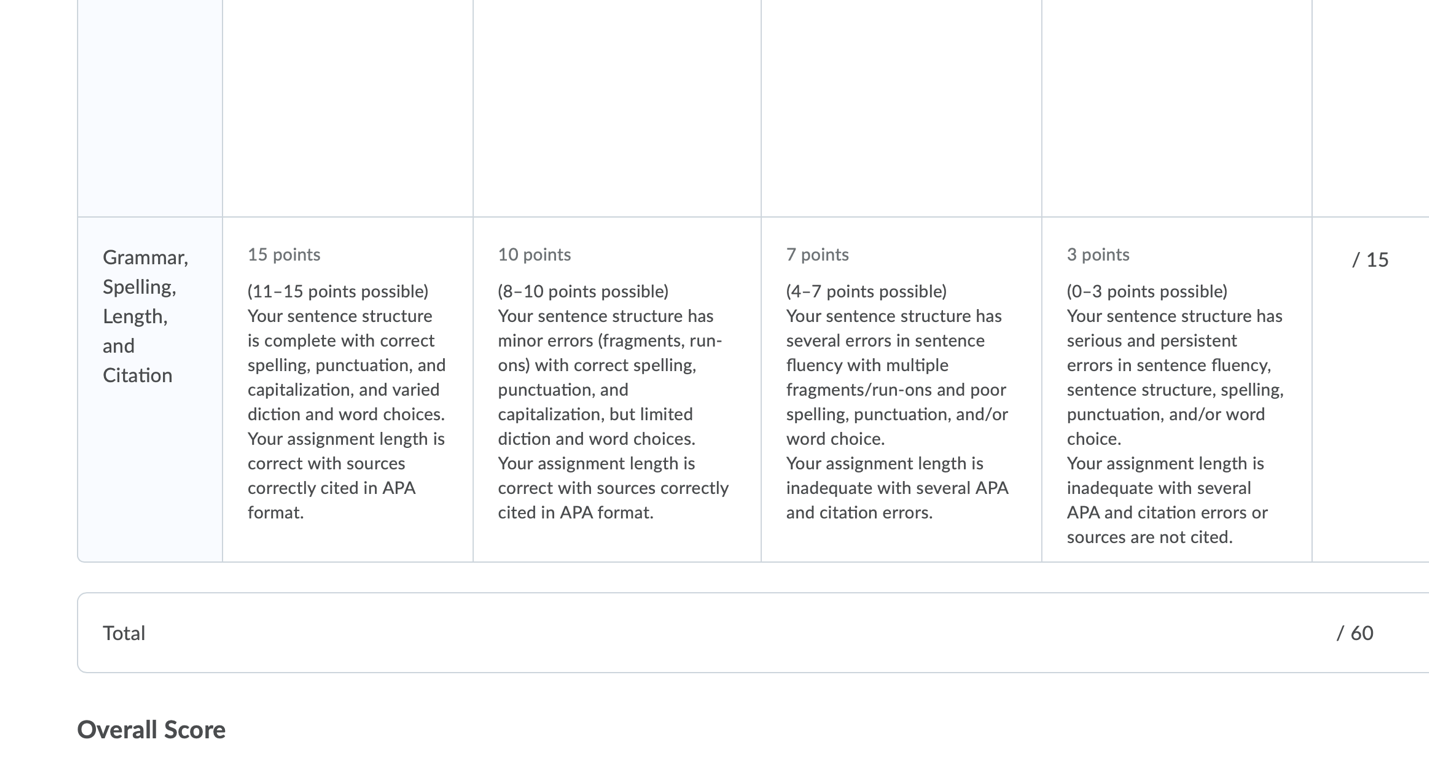 Grammar,
Spelling,
Length,
and
Citation
15 points
(11–15 points possible)
Your sentence structure
is complete with correct
spelling, punctuation, and
capitalization, and varied
diction and word choices.
Your assignment length is
correct with sources
correctly cited in APA
format.
10 points
(8–10 points possible)
Your sentence structure has
minor errors (fragments, run-
ons) with correct spelling,
punctuation, and
capitalization, but limited
diction and word choices.
Your assignment length is
correct with sources correctly
cited in APA format.
7 points
(4–7 points possible)
Your sentence structure has
several errors in sentence
fluency with multiple
fragments/run-ons and poor
spelling, punctuation, and/or
word choice.
Your assignment length is
inadequate with several APA
and citation errors.
3 points
(0–3 points possible)
Your sentence structure has
serious and persistent
errors in sentence fluency,
sentence structure, spelling,
punctuation, and/or word
choice.
Your assignment length is
inadequate with several
APA and citation errors or
sources are not cited.
/ 15
Total
/ 60
Overall Score